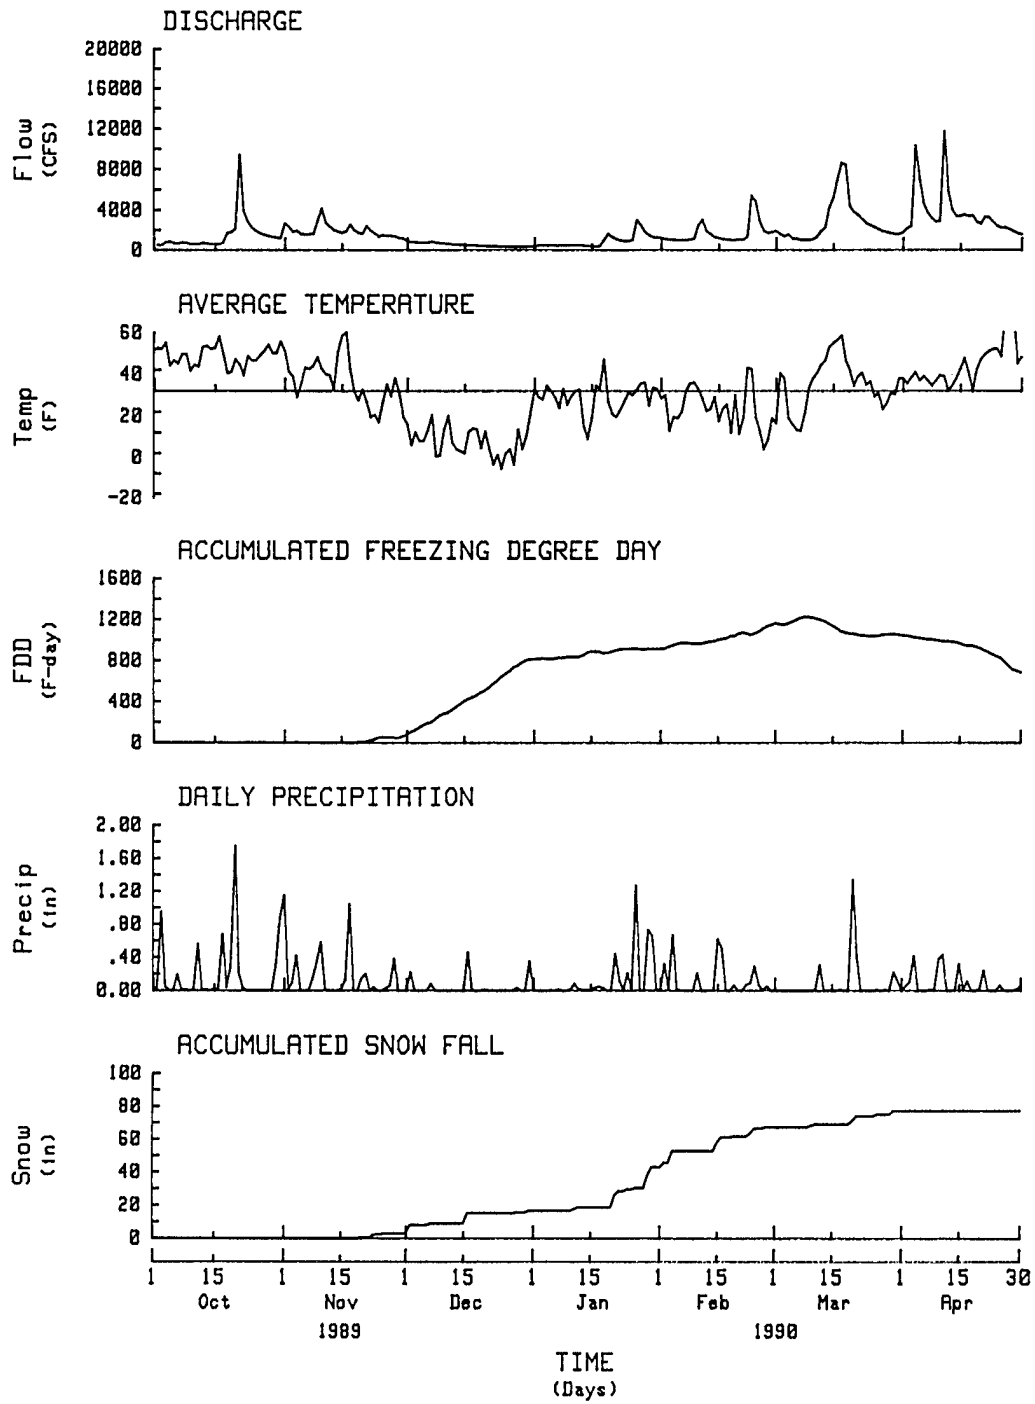 DISCHARGE
20000
16000
12000
8000
4000
0
Flow
(CFS)
AVERAGE TEMPERATURE
60
40
20
0
-20
Temp
(F)
ACCUMULATED FREEZING DEGREE DAY
1600
1200
800
400
0
FDD
(F-day)
DAILY PRECIPITATION
2.00
1.60
1.20
.80
.40
0.00
Precip
(in)
ACCUMULATED SNOW FALL
100
80
60
40
20
0
Snow
(in)
1 15 1 15 1 15 1 15 1 15 1 15 1 15 30
Oct Nov Dec Jan Feb Mar Apr
1989 1990
TIME
(Days)